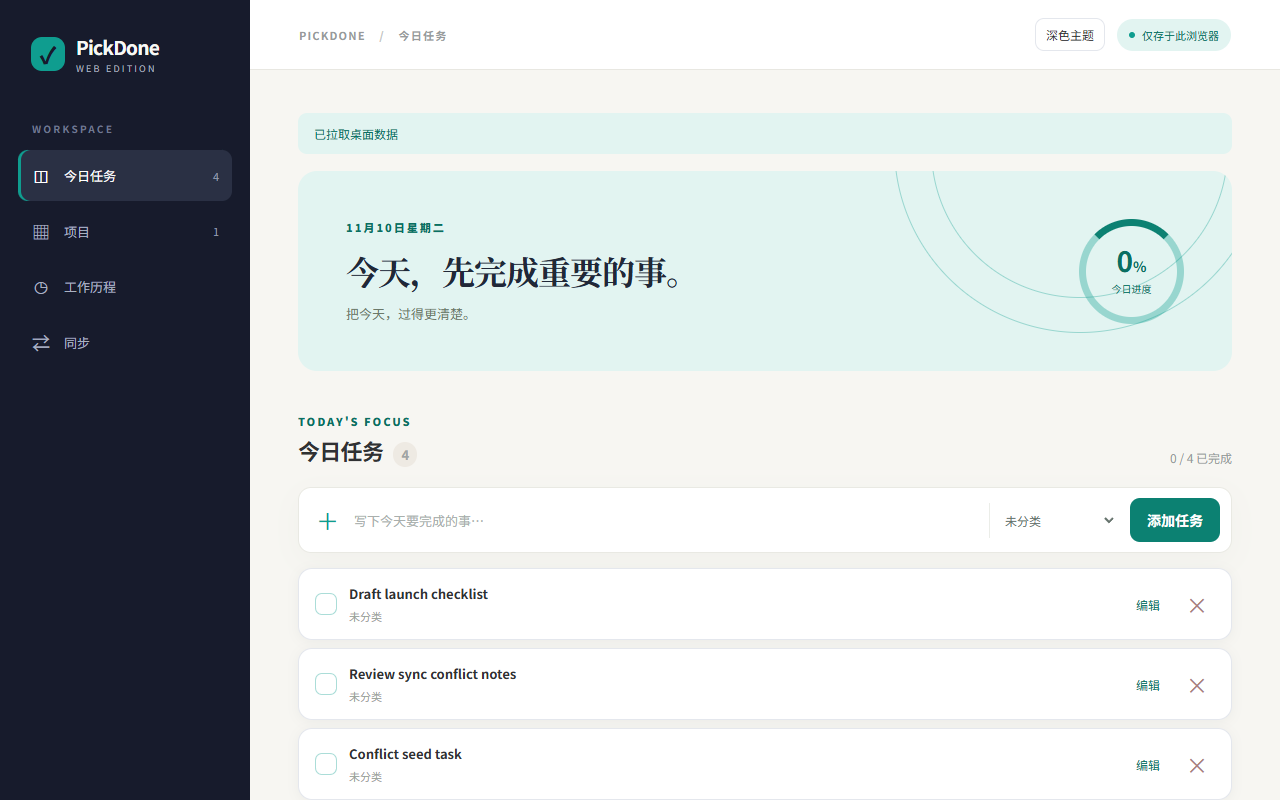 PickDone
WEB EDITION
WORKSPACE
今日任务 4
项目 1
工作历程
同步
PICKDONE / 今日任务
深色主题
仅存于此浏览器
已拉取桌面数据
11月10日星期二
今天，先完成重要的事。
把今天，过得更清楚。
0%
今日进度
TODAY'S FOCUS
今日任务 4
0 / 4 已完成
写下今天要完成的事…
未分类
添加任务
Draft launch checklist
未分类
编辑
Review sync conflict notes
未分类
编辑
Conflict seed task
未分类
编辑